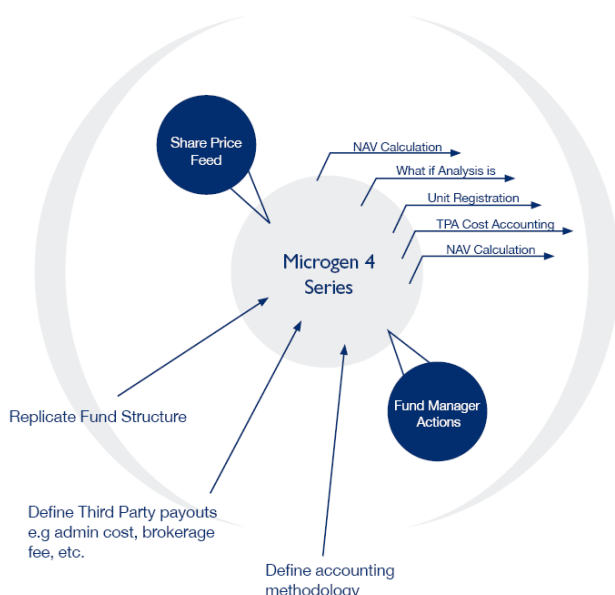 Share Price
Feed
NAV Calculation
What if Analysis is
Unit Registration
TPA Cost Accounting
NAV Calculation
Microgen 4
Series
Replicate Fund Structure
Fund Manager
Actions
Define Third Party payouts
e.g admin cost, brokerage
fee, etc.
Define accounting
methodology